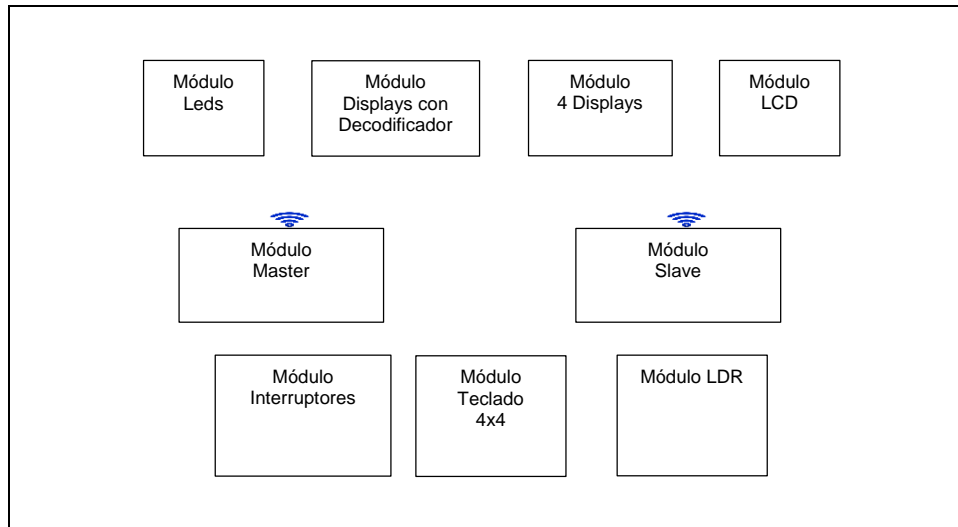 Módulo
Leds
Módulo
Displays con
Decodificador
Módulo
4 Displays
Módulo
LCD
Módulo
Master
Módulo
Slave
Módulo
Interruptores
Módulo
Teclado
4x4
Módulo LDR